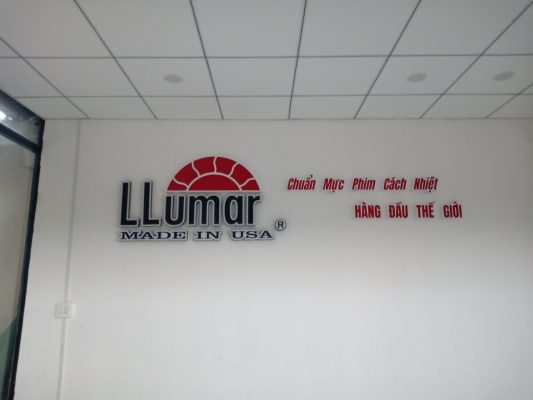 LLumar
MADE IN USA ®
Chuẩn Mực Phim Cách Nhiệt
HÀNG ĐẦU THẾ GIỚI